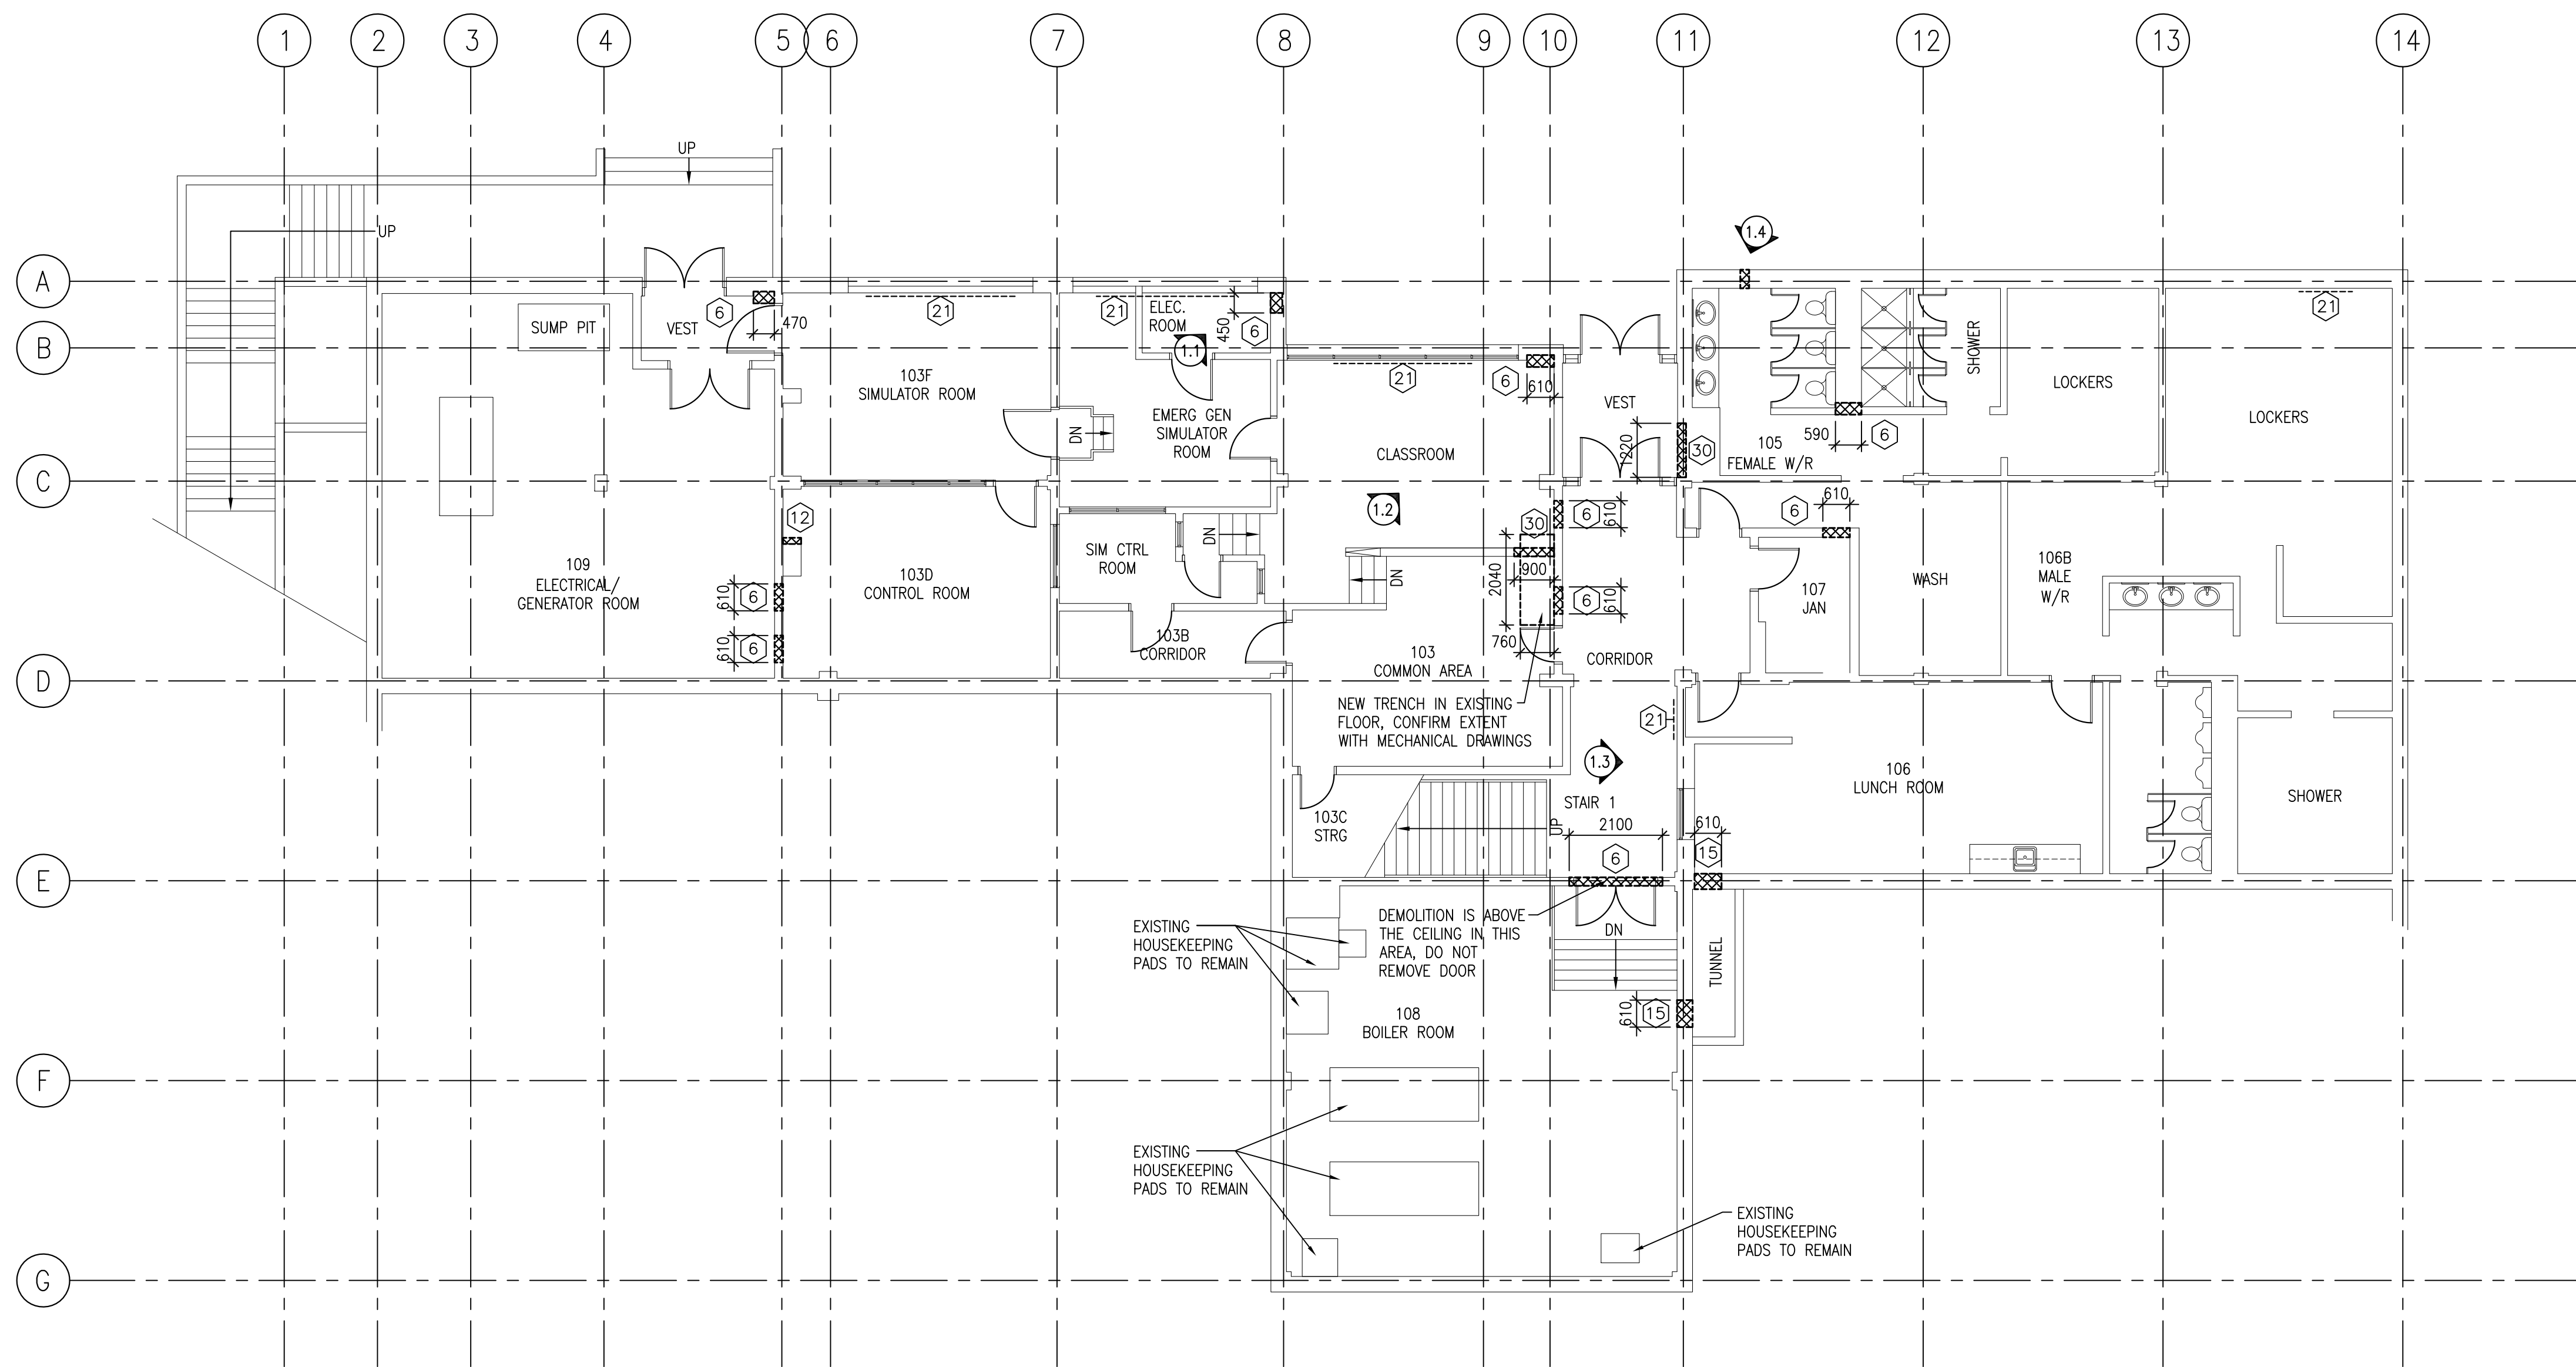 1
2
3
4
5
6
7
8
9
10
11
12
13
14
UP
UP
1.4
A
6
VEST
470
SUMP PIT
21
21
ELEC.
ROOM
450
6
21
B
1.1
103F
SIMULATOR ROOM
21
6
610
VEST
SHOWER
LOCKERS
LOCKERS
EMERG GEN
SIMULATOR
ROOM
DN
CLASSROOM
1220
30
105
FEMALE W/R
590
6
C
12
1.2
30
6
610
6
610
SIM CTRL
ROOM
DN
109
ELECTRICAL/
GENERATOR ROOM
610
6
610
6
103D
CONTROL ROOM
DN
2040
900
6
610
107
JAN
WASH
106B
MALE
W/R
103B
CORRIDOR
760
103
COMMON AREA
CORRIDOR
D
NEW TRENCH IN EXISTING
FLOOR, CONFIRM EXTENT
WITH MECHANICAL DRAWINGS
21
1.3
106
LUNCH ROOM
SHOWER
103C
STRG
STAIR 1
UP
2100
6
610
15
E
EXISTING
HOUSEKEEPING
PADS TO REMAIN
DEMOLITION IS ABOVE
THE CEILING IN THIS
AREA, DO NOT
REMOVE DOOR
DN
TUNNEL
108
BOILER ROOM
610
15
F
EXISTING
HOUSEKEEPING
PADS TO REMAIN
EXISTING
HOUSEKEEPING
PADS TO REMAIN
G